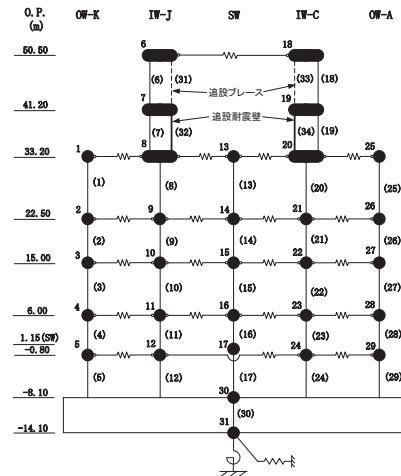 O.P. OW-K IW-J SW IW-C OW-A
(m)
50.50 6 18
(6) (31) (33) (18)
追設ブレース
41.20 7 19
追設耐震壁
(7) (32) (34) (19)
33.20 1 8 13 20 25
(1) (8) (13) (20) (25)
22.50 2 9 14 21 26
(2) (9) (14) (21) (26)
15.00 3 10 15 22 27
(3) (10) (15) (22) (27)
6.00 4 11 16 23 28
1.15(SW) (4) (11) (16) (23) (28)
-0.80 5 12 17 24 29
(5) (12) (17) (24) (29)
-8.10 30
(30)
-14.10 31